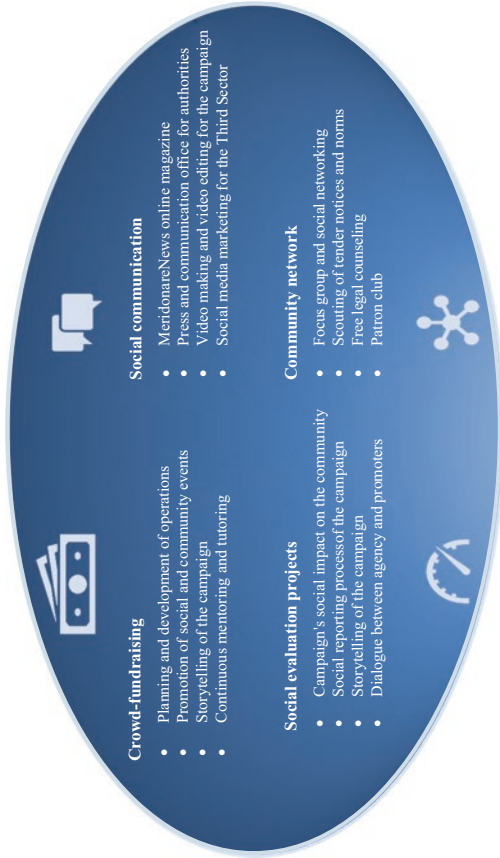 Crowd-fundraising
• Planning and development of operations
• Promotion of social and community events
• Storytelling of the campaign
• Continuous mentoring and tutoring
Social communication
• MeridonareNews online magazine
• Press and communication office for authorities
• Video making and video editing for the campaign
• Social media marketing for the Third Sector
Social evaluation projects
• Campaign's social impact on the community
• Social reporting processof the campaign
• Storytelling of the campaign
• Dialogue between agency and promoters
Community network
• Focus group and social networking
• Scouting of tender notices and norms
• Free legal counseling
• Patron club